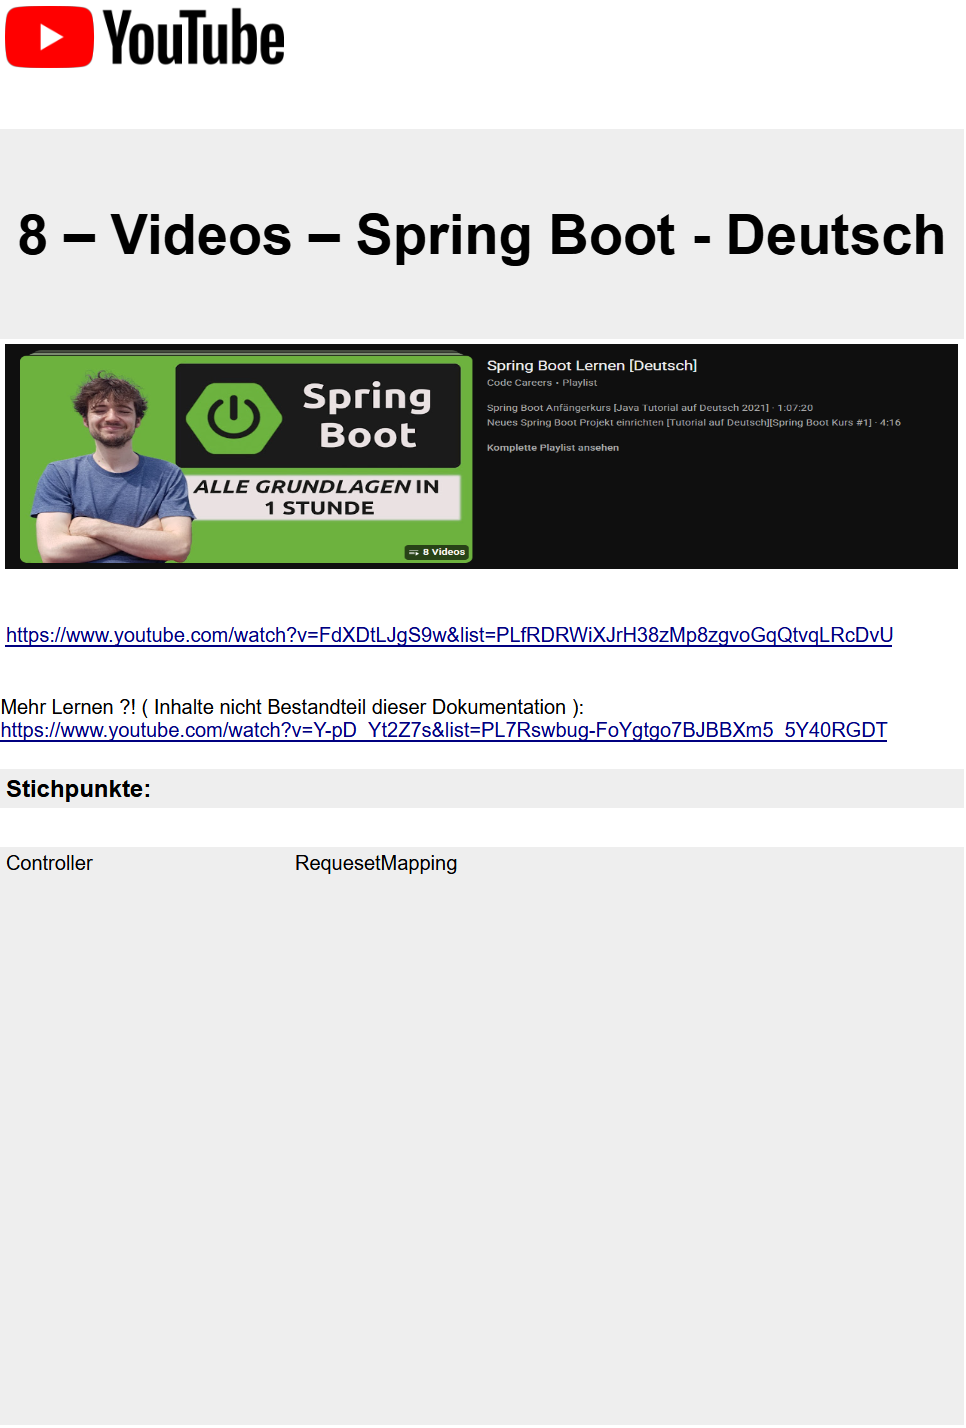 YouTube
8 – Videos – Spring Boot - Deutsch
Spring
Boot
ALLE GRUNDLAGEN IN
1 STUNDE
8 Videos
Spring Boot Lernen [Deutsch]
Code Careers • Playlist
Spring Boot Anfängerkurs [Java Tutorial auf Deutsch 2021] · 1:07:20
Neues Spring Boot Projekt einrichten [Tutorial auf Deutsch][Spring Boot Kurs #1] · 4:16
Komplette Playlist ansehen
https://www.youtube.com/watch?v=FdXDtLJgS9w&list=PLfRDRWiXJrH38zMp8zgvoGqQtvqLRcDvU
Mehr Lernen ?! ( Inhalte nicht Bestandteil dieser Dokumentation ):
https://www.youtube.com/watch?v=Y-pD_Yt2Z7s&list=PL7Rswbug-FoYgtgo7BJBBXm5_5Y40RGDT
Stichpunkte:
Controller RequesetMapping